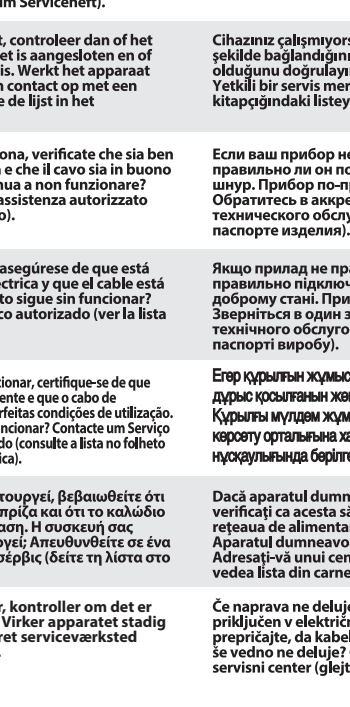 m Serviceheft).
t, controleer dan of het
et is aangesloten en of
is. Werkt het apparaat
contact op met een
e de lijst in het
ona, verificate che sia ben
e che il cavo sia in buono
nua a non funzionare?
assistenza autorizzato
o).
asegúrese de que está
ctrica y que el cable está
to sigue sin funcionar?
co autorizado (ver la lista
ionar, certifique-se de que
ente e que o cabo de
rfeitas condições de utilização.
ncionar? Contacte um Serviço
do (consulte a lista no folheto
ica).
τουργεί, βεβαιωθείτε ότι
πρίζα και ότι το καλώδιο
αση. Η συσκευή σας
ργεί; Απευθυνθείτε σε ένα
σέρβις (δείτε τη λίστα στο
r, kontroller om det er
Virker apparatet stadig
ret serviceværksted
Cihazınız çalışmıyors
şekilde bağlandığını
olduğunu doğrulayın
Yetkili bir servis mer
kitapçığındaki listey
Если ваш прибор не
правильно ли он по
шнур. Прибор по-пр
Обратитесь в аккре
технического обслу
паспорте изделия).
Якщо прилад не пра
правильно підключ
доброму стані. При
Зверніться в один з
технічного обслуго
паспорті виробу).
Егер құрылғын жұмыс
дұрыс қосылғанын жән
Құрылғы мүлдем жұм
көрсету орталығына ха
нұсқаулығында берілге
Dacă aparatul dumn
verificați ca acesta să
rețeaua de alimenta
Aparatul dumneavo
Adresați-vă unui cen
vedea lista din carne
Če naprava ne deluje
priključen v električn
prepričajte, da kabel
še vedno ne deluje?
servisni center (glejt